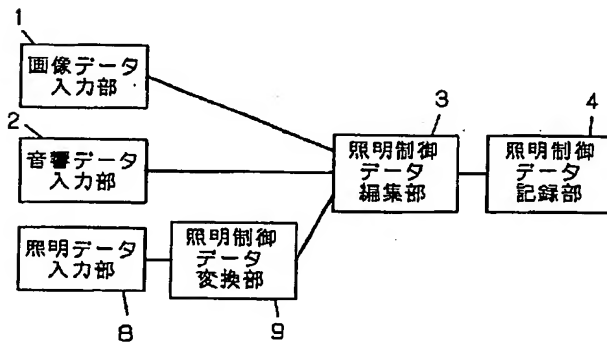 1
画像データ
入力部
2
音響データ
入力部
3
照明制御
データ
編集部
4
照明制御
データ
記録部
照明データ
入力部
8
照明制御
データ
変換部
9